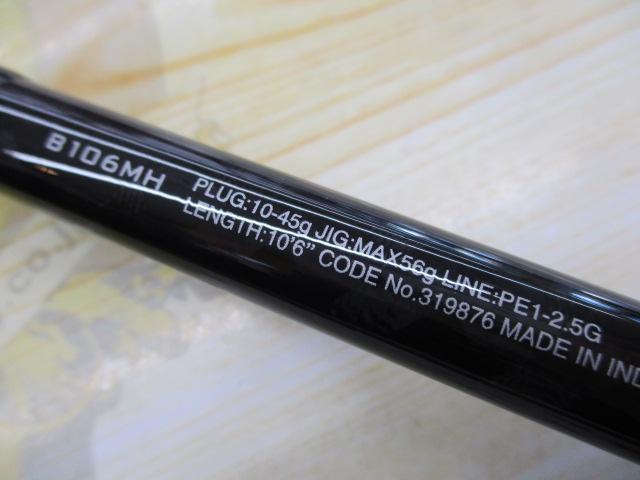 B106MH
PLUG:10-45g JIG:MAX56g LINE:PE1-2.5G
LENGTH:10'6" CODE No.319876 MADE IN IND